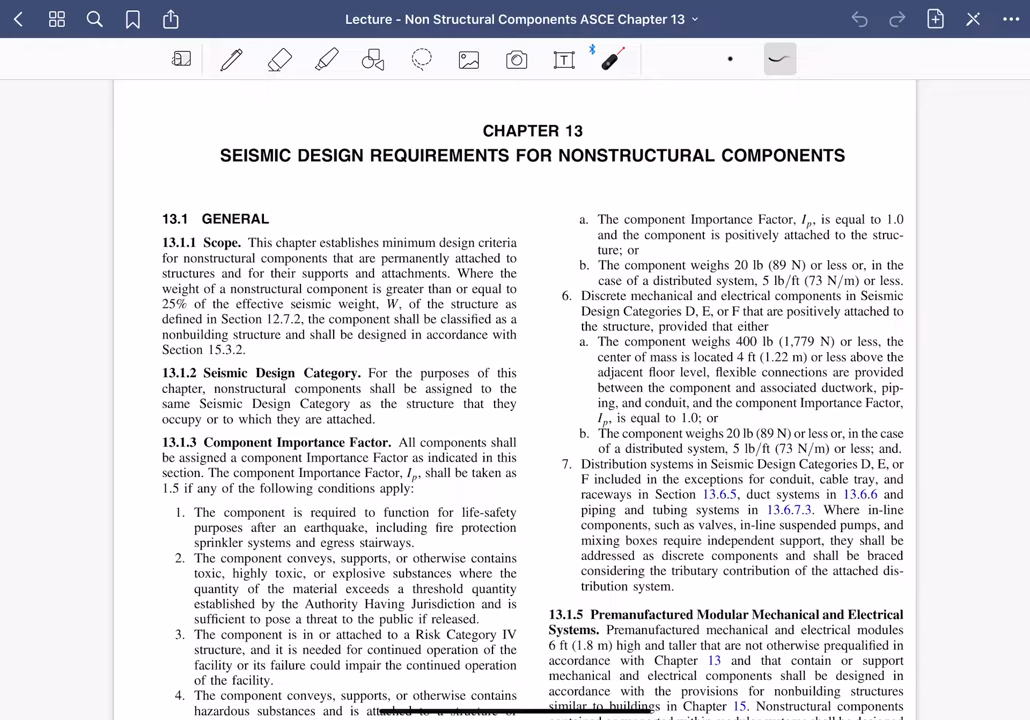 Lecture - Non Structural Components ASCE Chapter 13
CHAPTER 13
SEISMIC DESIGN REQUIREMENTS FOR NONSTRUCTURAL COMPONENTS
13.1 GENERAL
13.1.1 Scope. This chapter establishes minimum design criteria
for nonstructural components that are permanently attached to
structures and for their supports and attachments. Where the
weight of a nonstructural component is greater than or equal to
25% of the effective seismic weight, W, of the structure as
defined in Section 12.7.2, the component shall be classified as a
nonbuilding structure and shall be designed in accordance with
Section 15.3.2.
13.1.2 Seismic Design Category. For the purposes of this
chapter, nonstructural components shall be assigned to the
same Seismic Design Category as the structure that they
occupy or to which they are attached.
13.1.3 Component Importance Factor. All components shall
be assigned a component Importance Factor as indicated in this
section. The component Importance Factor, Ip, shall be taken as
1.5 if any of the following conditions apply:
1. The component is required to function for life-safety
purposes after an earthquake, including fire protection
sprinkler systems and egress stairways.
2. The component conveys, supports, or otherwise contains
toxic, highly toxic, or explosive substances where the
quantity of the material exceeds a threshold quantity
established by the Authority Having Jurisdiction and is
sufficient to pose a threat to the public if released.
3. The component is in or attached to a Risk Category IV
structure, and it is needed for continued operation of the
facility or its failure could impair the continued operation
of the facility.
4. The component conveys, supports, or otherwise contains
hazardous substances and is attached to a structure or
a. The component Importance Factor, Ip, is equal to 1.0
and the component is positively attached to the struc-
ture; or
b. The component weighs 20 lb (89 N) or less or, in the
case of a distributed system, 5 lb/ft (73 N/m) or less.
6. Discrete mechanical and electrical components in Seismic
Design Categories D, E, or F that are positively attached to
the structure, provided that either
a. The component weighs 400 lb (1,779 N) or less, the
center of mass is located 4 ft (1.22 m) or less above the
adjacent floor level, flexible connections are provided
between the component and associated ductwork, pip-
ing, and conduit, and the component Importance Factor,
Ip, is equal to 1.0; or
b. The component weighs 20 lb (89 N) or less or, in the case
of a distributed system, 5 lb/ft (73 N/m) or less; and.
7. Distribution systems in Seismic Design Categories D, E, or
F included in the exceptions for conduit, cable tray, and
raceways in Section 13.6.5, duct systems in 13.6.6 and
piping and tubing systems in 13.6.7.3. Where in-line
components, such as valves, in-line suspended pumps, and
mixing boxes require independent support, they shall be
addressed as discrete components and shall be braced
considering the tributary contribution of the attached dis-
tribution system.
13.1.5 Premanufactured Modular Mechanical and Electrical
Systems. Premanufactured mechanical and electrical modules
6 ft (1.8 m) high and taller that are not otherwise prequalified in
accordance with Chapter 13 and that contain or support
mechanical and electrical components shall be designed in
accordance with the provisions for nonbuilding structures
similar to buildings in Chapter 15. Nonstructural components